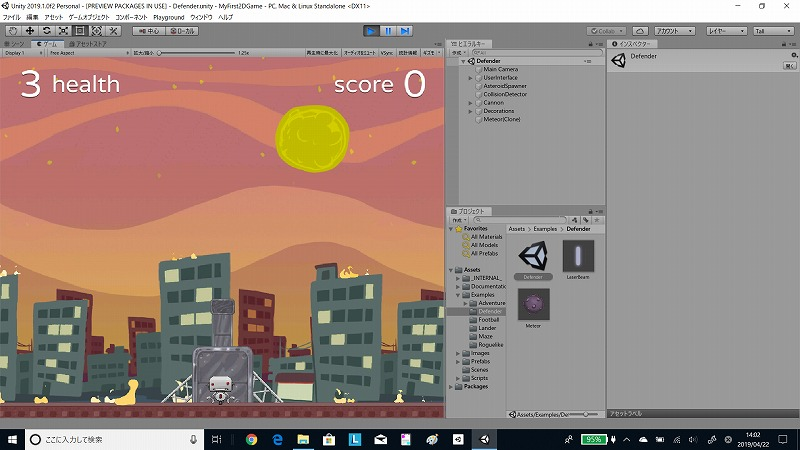 Unity 2019.1.0f2 Personal - [PREVIEW PACKAGES IN USE] - Defender.unity - MyFirst2DGame - PC, Mac & Linux Standalone <DX11>
ファイル 編集 アセット ゲームオブジェクト コンポーネント Playground ウィンドウ ヘルプ
中心 ローカル
Collab アカウント レイヤー Tall
シーン ゲーム アセットストア
Display 1 Free Aspect 拡大/縮小 1.25x 再生時に最大化 オーディオをミュート VSync 統計情報 ギズモ
3 health
score 0
ヒエラルキー
作成
Defender
Main Camera
UserInterface
AsteroidSpawner
CollisionDetector
Cannon
Decorations
Meteor(Clone)
プロジェクト
作成
Favorites
All Materials
All Models
All Prefabs
Assets
_INTERNAL_
Documentatio
Examples
Adventure
Defender
Football
Lander
Maze
Roguelike
Images
Prefabs
Scenes
Scripts
Packages
Assets > Examples > Defender
Defender
LaserBeam
Meteor
Assets/Examples/De
インスペクター
Defender
開く
アセットラベル
ここに入力して検索
95%
14:02
2019/04/22